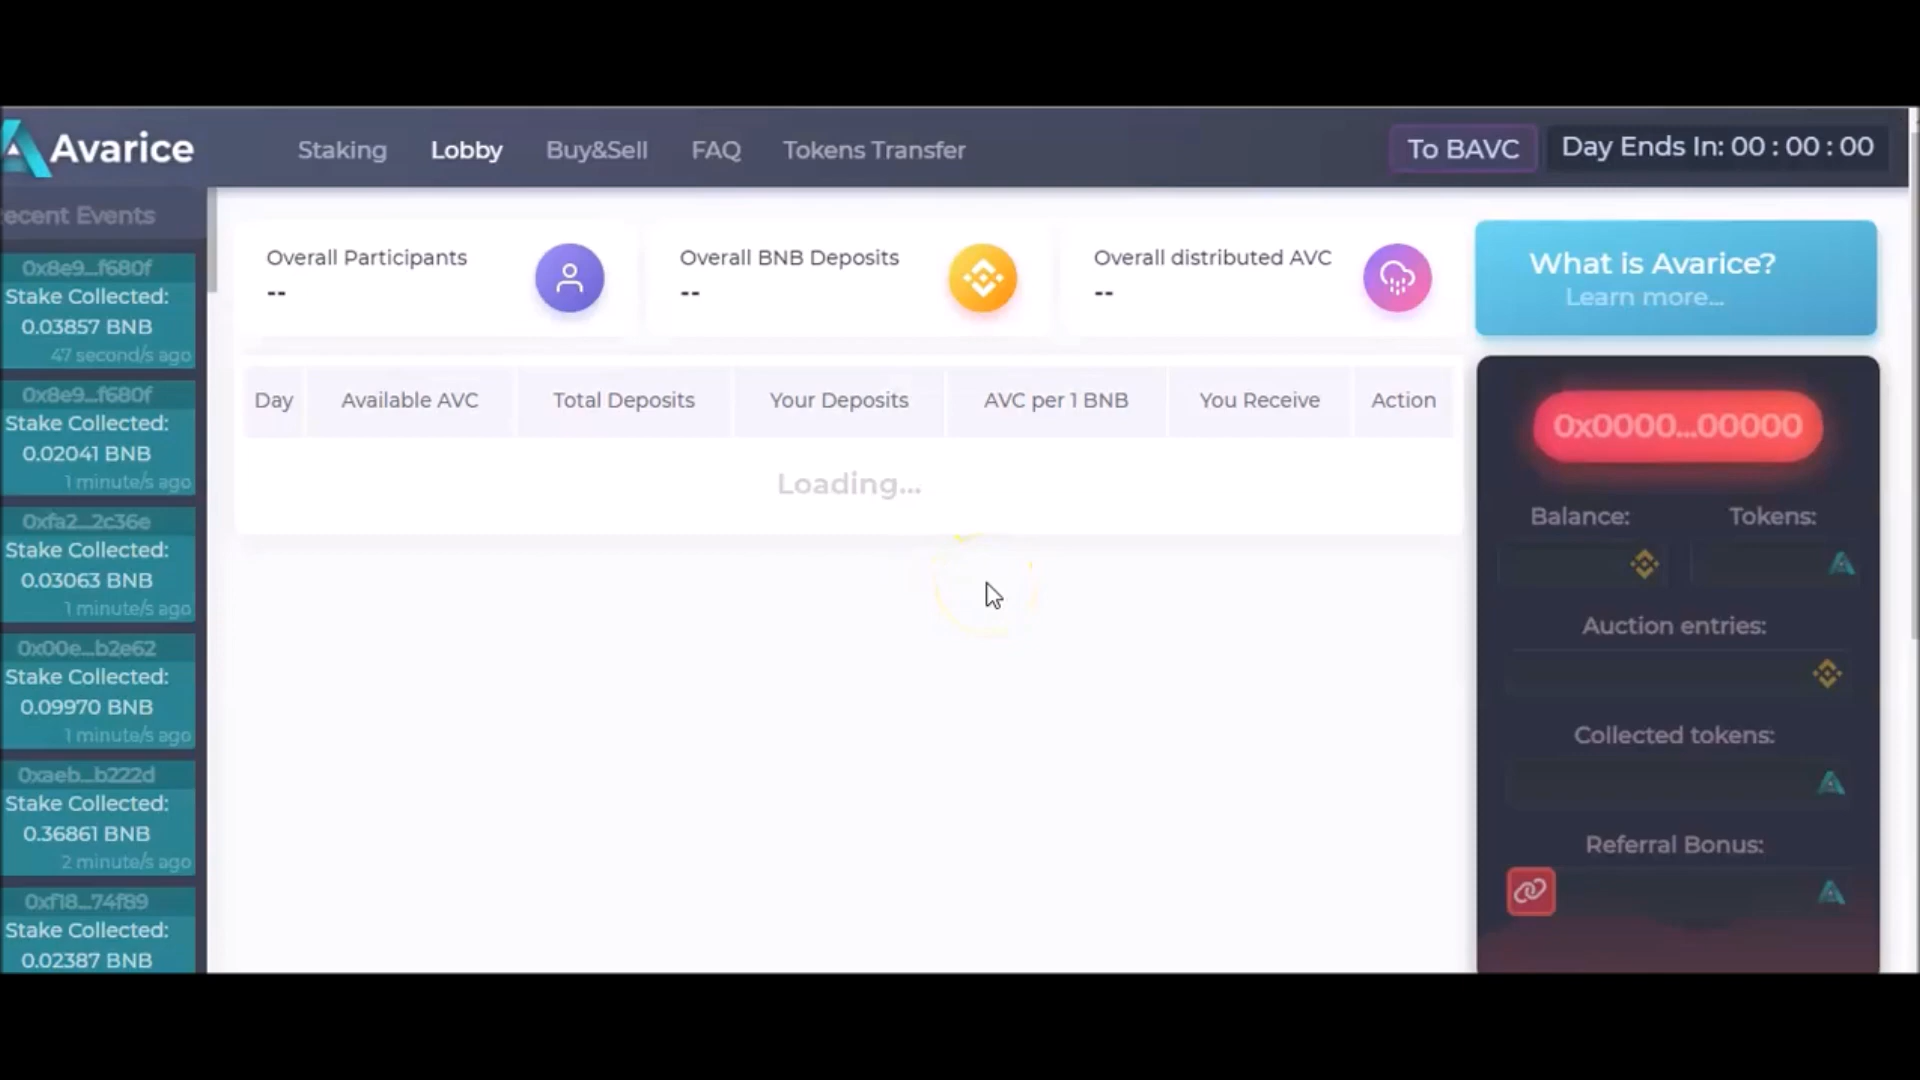 Avarice
Staking
Lobby
Buy&Sell
FAQ
Tokens Transfer
To BAVC
Day Ends In: 00 : 00 : 00
ecent Events
0x8e9...f680f
Stake Collected:
0.03857 BNB
47 second/s ago
0x8e9...f680f
Stake Collected:
0.02041 BNB
1 minute/s ago
0xfa2...2c36e
Stake Collected:
0.03063 BNB
1 minute/s ago
0x00e...b2e62
Stake Collected:
0.09970 BNB
1 minute/s ago
0xaeb...b222d
Stake Collected:
0.36861 BNB
2 minute/s ago
0xf18...74f89
Stake Collected:
0.02387 BNB
Overall Participants
--
Overall BNB Deposits
--
Overall distributed AVC
--
Day
Available AVC
Total Deposits
Your Deposits
AVC per 1 BNB
You Receive
Action
Loading...
What is Avarice?
Learn more...
0x0000...00000
Balance:
Tokens:
Auction entries:
Collected tokens:
Referral Bonus: